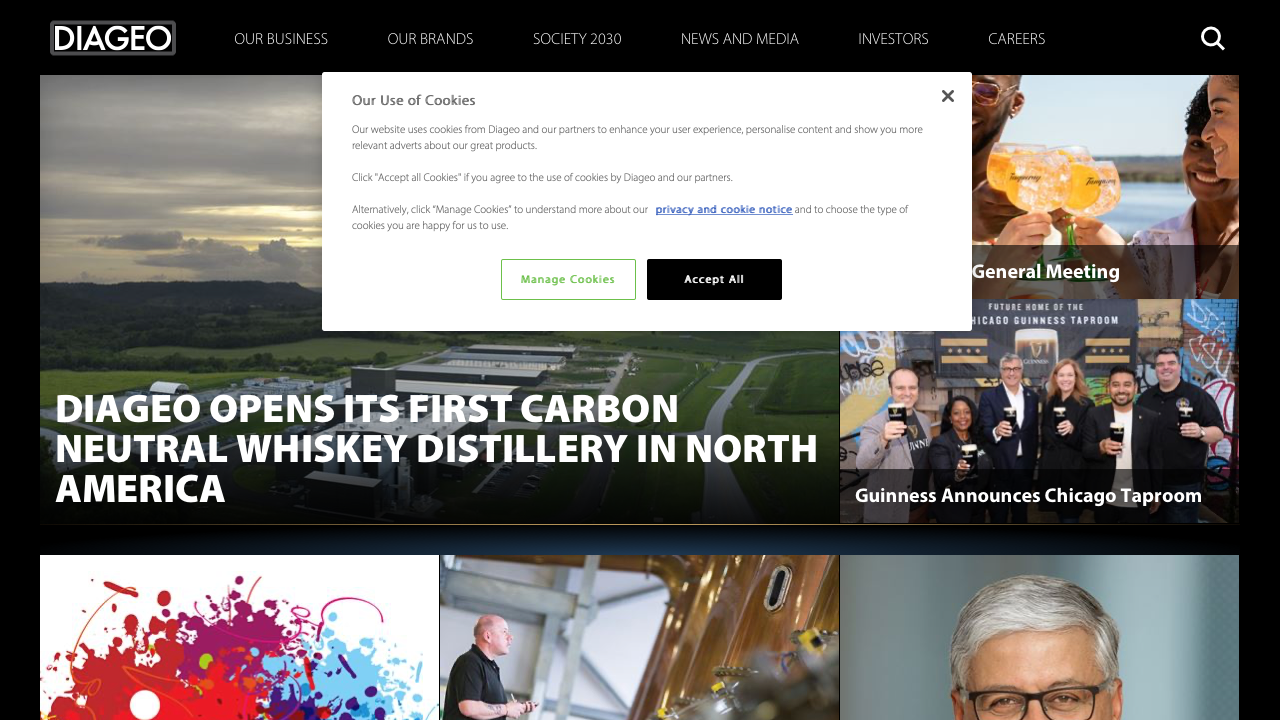 DIAGEO
OUR BUSINESS
OUR BRANDS
SOCIETY 2030
NEWS AND MEDIA
INVESTORS
CAREERS
Our Use of Cookies
Our website uses cookies from Diageo and our partners to enhance your user experience, personalise content and show you more
relevant adverts about our great products.
Click "Accept all Cookies" if you agree to the use of cookies by Diageo and our partners.
Alternatively, click "Manage Cookies" to understand more about our privacy and cookie notice and to choose the type of
cookies you are happy for us to use.
Manage Cookies
Accept All
Tanqueray
General Meeting
FUTURE HOME OF THE
CHICAGO GUINNESS TAPROOM
GUINNESS
DIAGEO OPENS ITS FIRST CARBON
NEUTRAL WHISKEY DISTILLERY IN NORTH
AMERICA
Guinness Announces Chicago Taproom